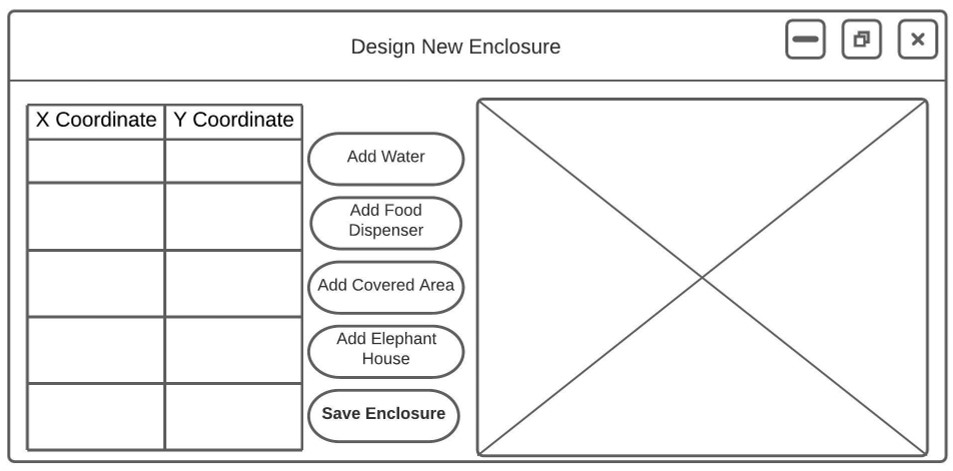 Design New Enclosure
X Coordinate Y Coordinate
Add Water
Add Food
Dispenser
Add Covered Area
Add Elephant
House
Save Enclosure